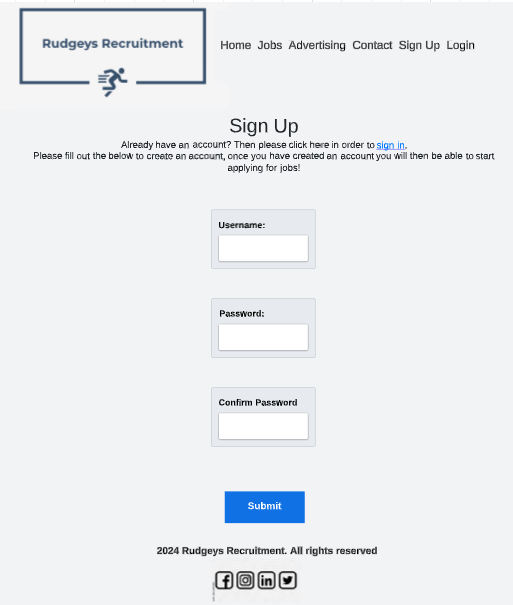 Rudgeys Recruitment
Home Jobs Advertising Contact Sign Up Login
Sign Up
Already have an account? Then please click here in order to sign in.
Please fill out the below to create an account, once you have created an account you will then be able to start
applying for jobs!
Username:
Password:
Confirm Password
Submit
2024 Rudgeys Recruitment. All rights reserved